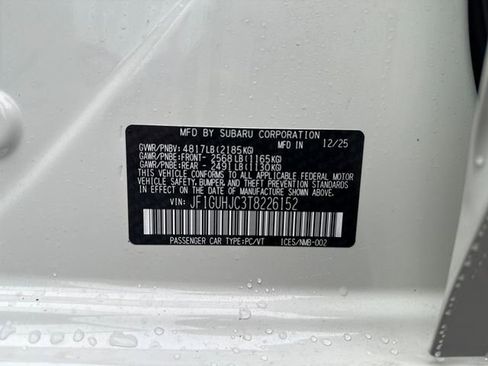 MFD BY SUBARU CORPORATION
GVWR/PNBV: 4817LB(2185KG) MFD IN 12/25
GAWR/PNBE:FRONT- 2568LB(1165KG)
GAWR/PNBE:REAR - 2491LB(1130KG)
THIS VEHICLE CONFORMS TO ALL APPLICABLE
FEDERAL MOTOR VEHICLE SAFETY, BUMPER, AND
THEFT PREVENTION STANDARDS IN EFFECT ON THE
DATE OF MANUFACTURE SHOWN ABOVE.
VIN: JF1GUHJC3T8226152
PASSENGER CAR TYPE:PC/VT ICES/NMB-002